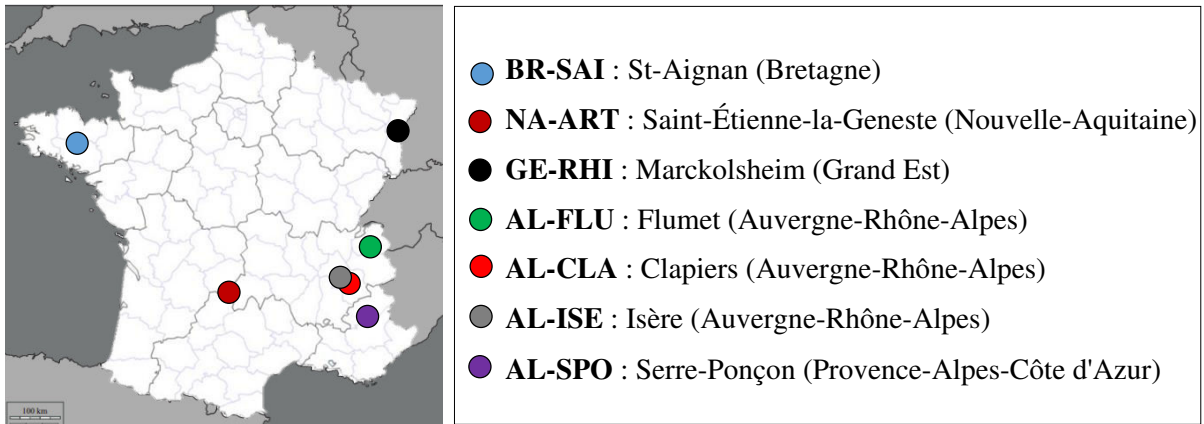 BR-SAI : St-Aignan (Bretagne)
NA-ART : Saint-Étienne-la-Geneste (Nouvelle-Aquitaine)
GE-RHI : Marckolsheim (Grand Est)
AL-FLU : Flumet (Auvergne-Rhône-Alpes)
AL-CLA : Clapiers (Auvergne-Rhône-Alpes)
AL-ISE : Isère (Auvergne-Rhône-Alpes)
AL-SPO : Serre-Ponçon (Provence-Alpes-Côte d'Azur)
100 km